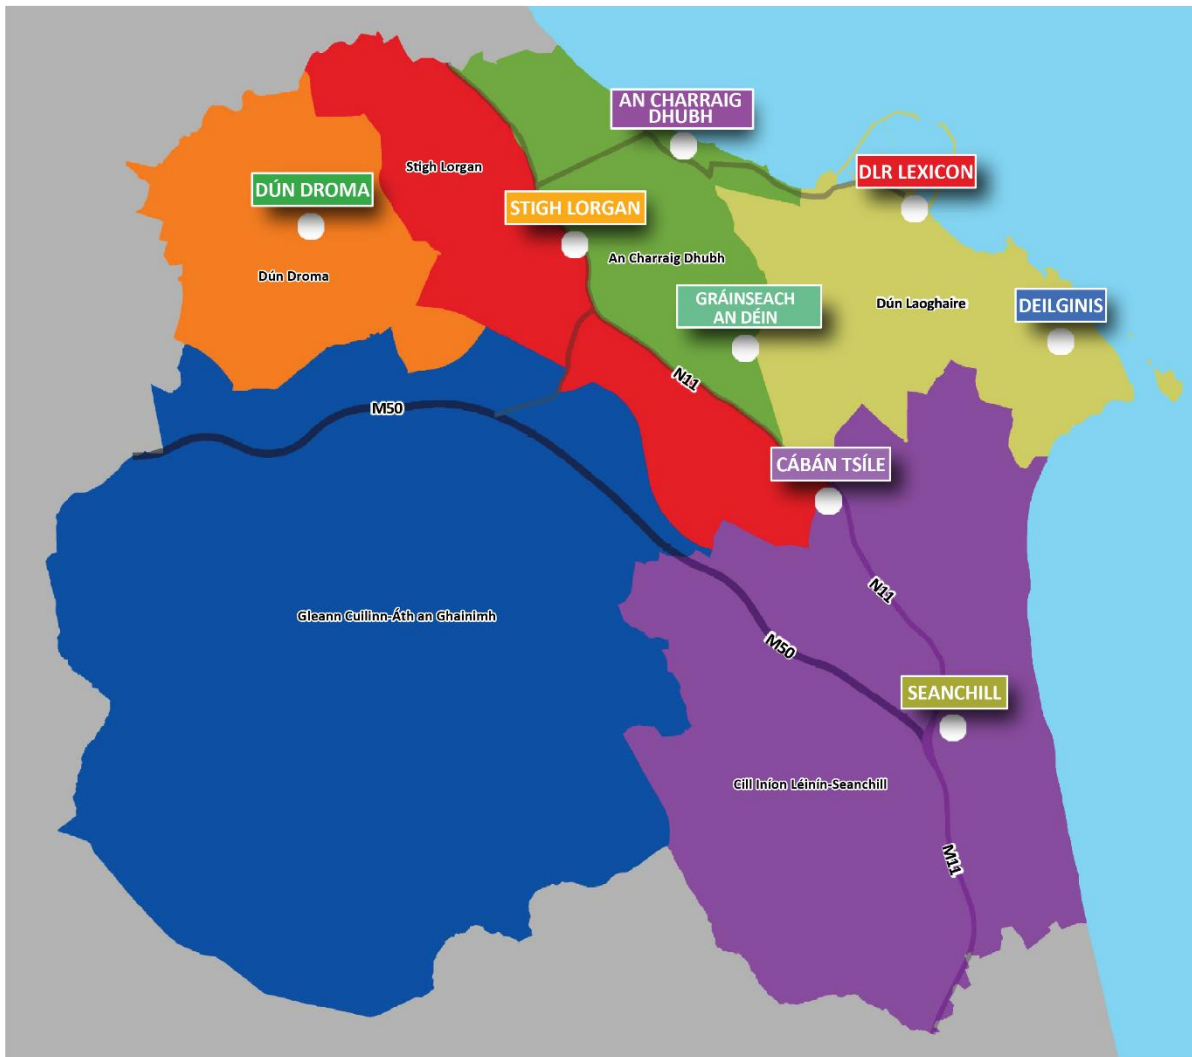 AN CHARRAIG
DHUBH
DLR LEXICON
Stigh Lorgan
DÚN DROMA
STIGH LORGAN
An Charraig Dhubh
Dún Droma
GRÁINSEACH
AN DÉIN
Dún Laoghaire
DEILGINIS
N11
M50
CÁBÁN TSÍLE
N11
Gleann Cuilinn-Áth an Ghainimh
M50
SEANCHILL
Cill Iníon Léinín-Seanchill
M11